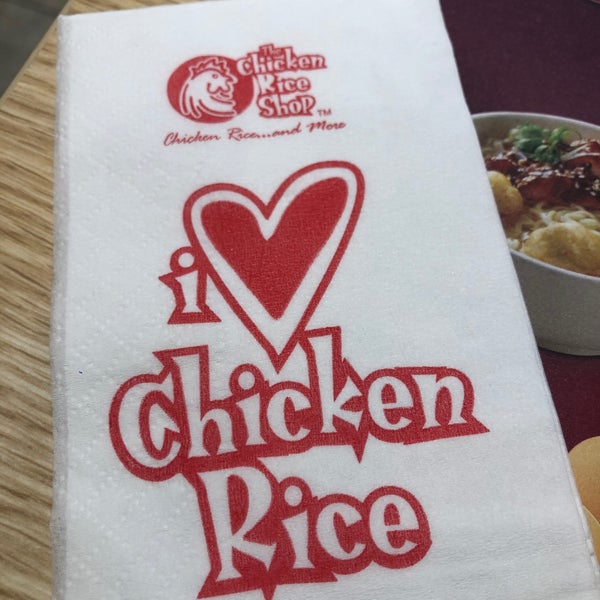 The
Chicken
Rice
Shop TM
Chicken Rice...and More
i
Chicken
Rice